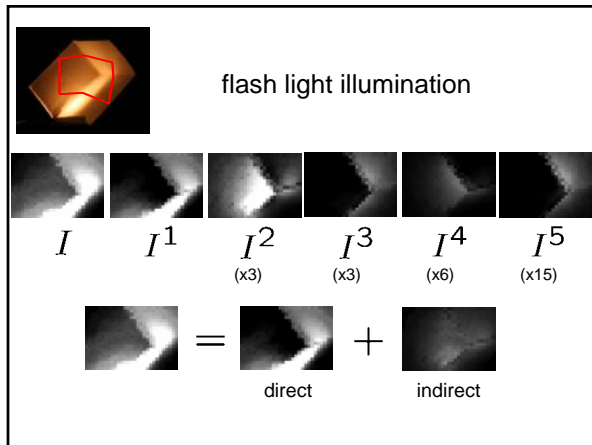 flash light illumination
I I¹ I² I³ I⁴ I⁵
(x3) (x3) (x6) (x15)
= +
direct indirect